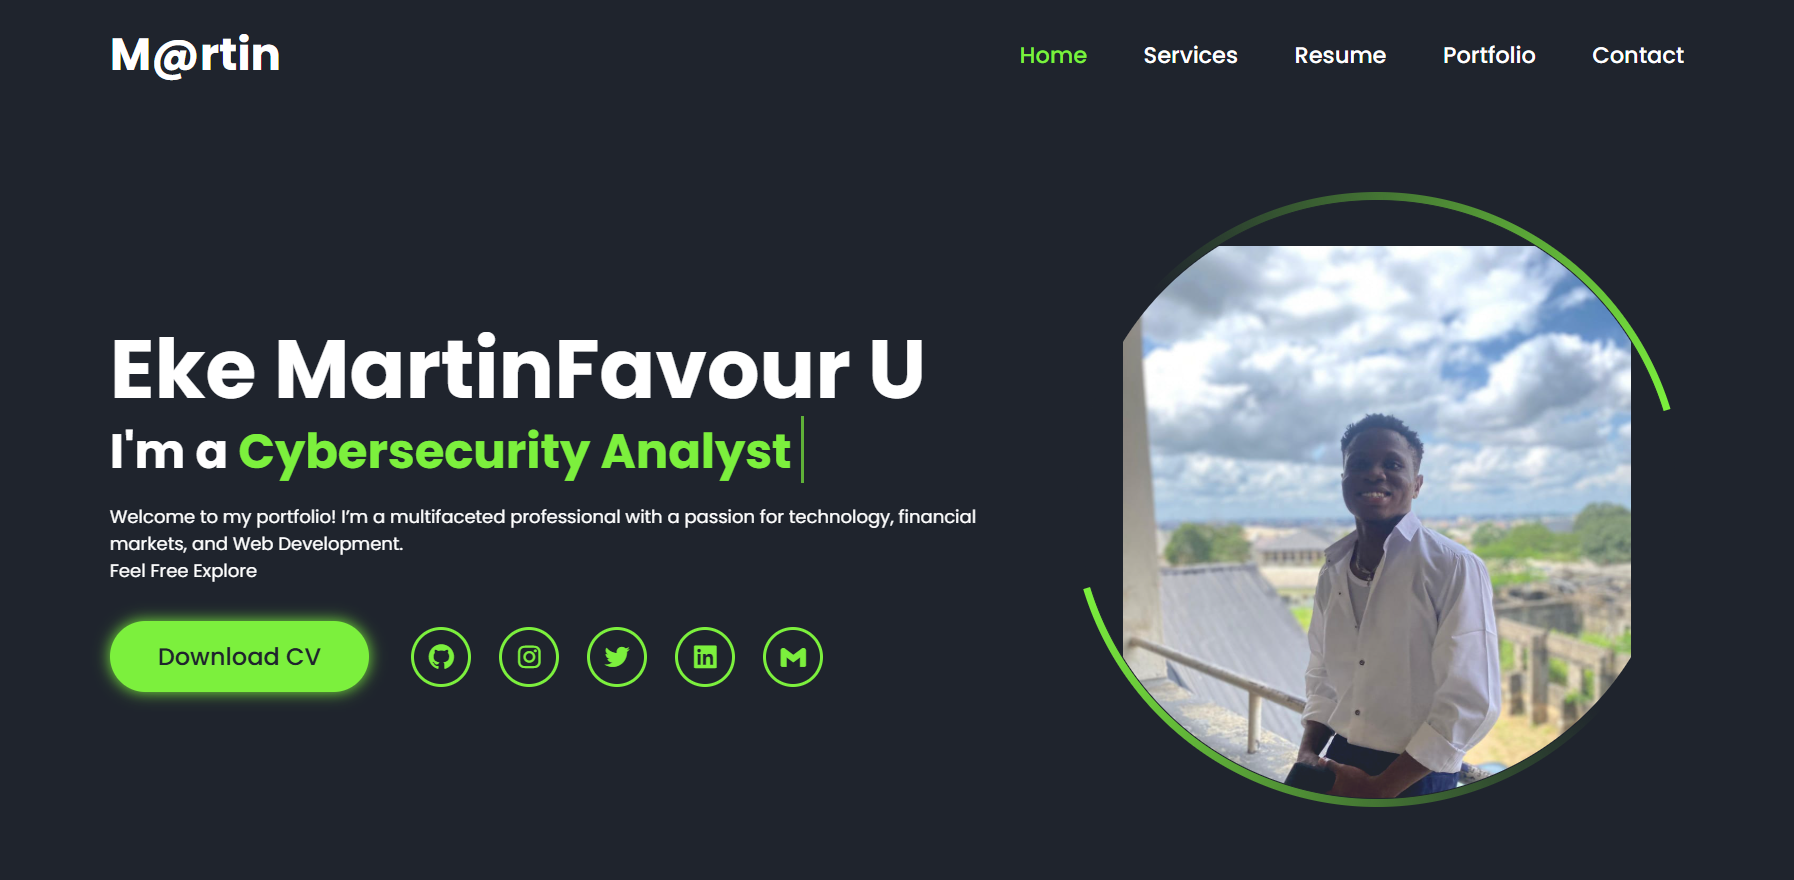 M@rtin
Home Services Resume Portfolio Contact
Eke MartinFavour U
I'm a Cybersecurity Analyst
Welcome to my portfolio! I’m a multifaceted professional with a passion for technology, financial
markets, and Web Development.
Feel Free Explore
Download CV
in